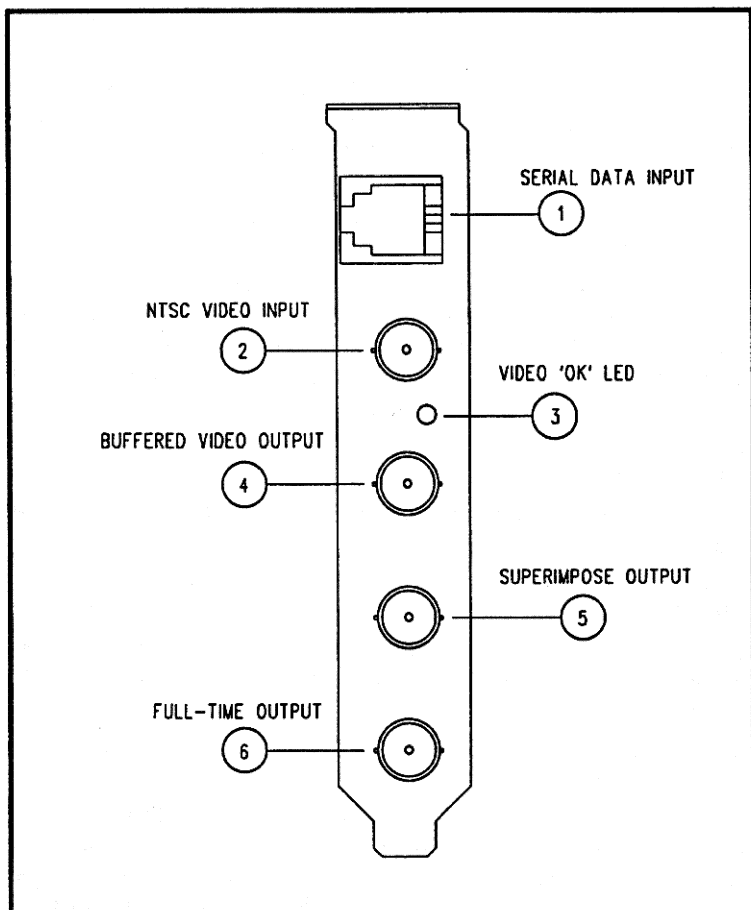 SERIAL DATA INPUT
1
NTSC VIDEO INPUT
2
VIDEO 'OK' LED
3
BUFFERED VIDEO OUTPUT
4
SUPERIMPOSE OUTPUT
5
FULL-TIME OUTPUT
6